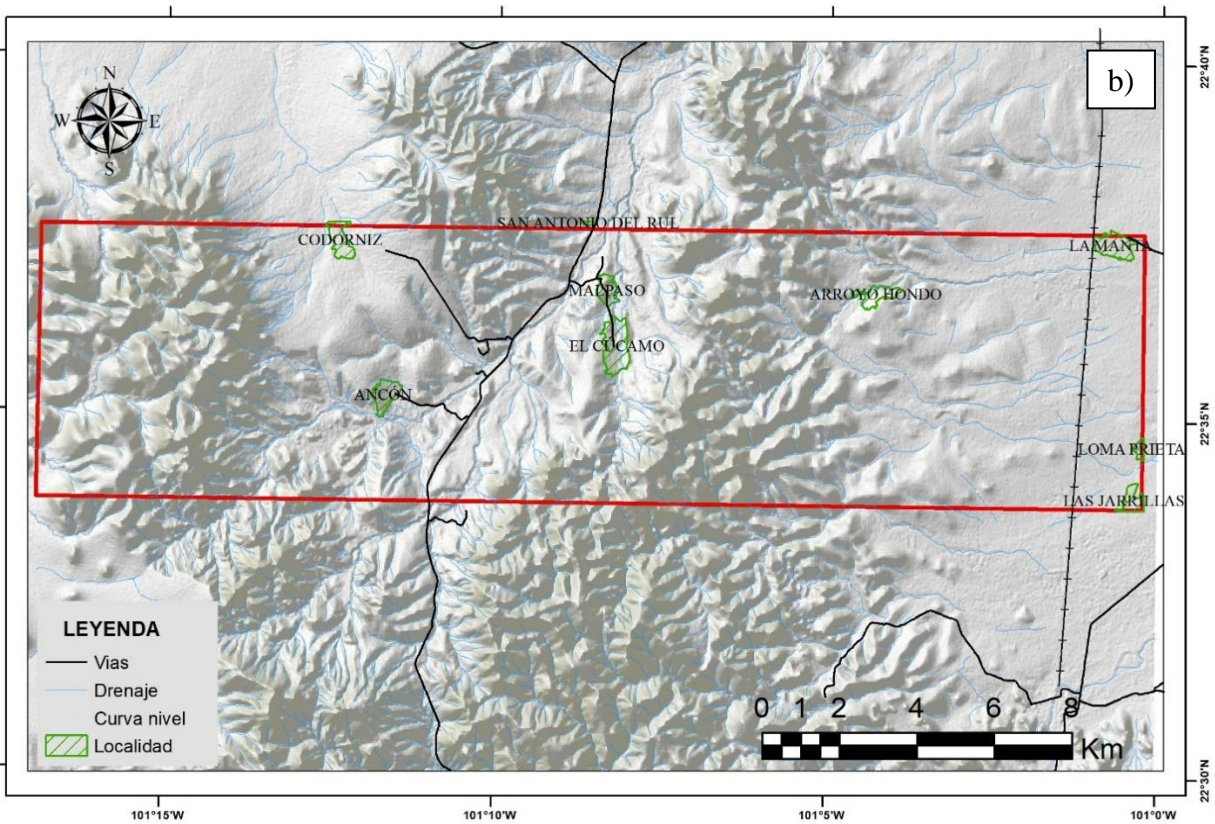 b)
N
W E
S
22°40'N
SAN ANTONIO DEL RUL
CODORNIZ
LA MANTA
MALPASO
ARROYO HONDO
EL CUCAMO
ANCÓN
22°35'N
LOMA PRIETA
LAS JARRILLAS
LEYENDA
Vias
Drenaje
Curva nivel
Localidad
0 1 2 4 6 8
Km
22°30'N
101°15'W 101°10'W 101°5'W 101°0'W